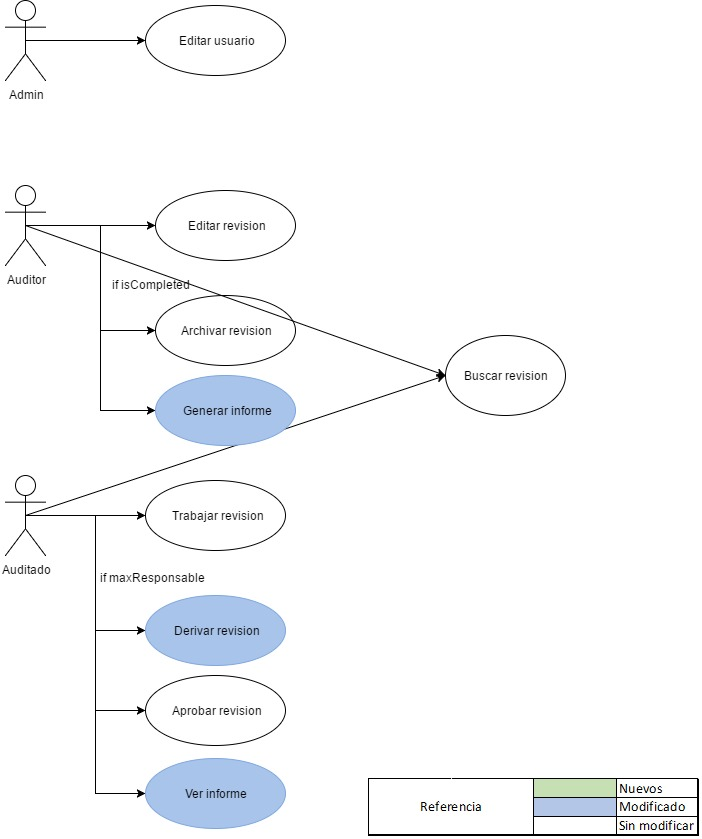 Editar usuario
Admin
Editar revision
Auditor
if isCompleted
Archivar revision
Buscar revision
Generar informe
Trabajar revision
Auditado
if maxResponsable
Derivar revision
Aprobar revision
Ver informe
Referencia
Nuevos
Modificado
Sin modificar